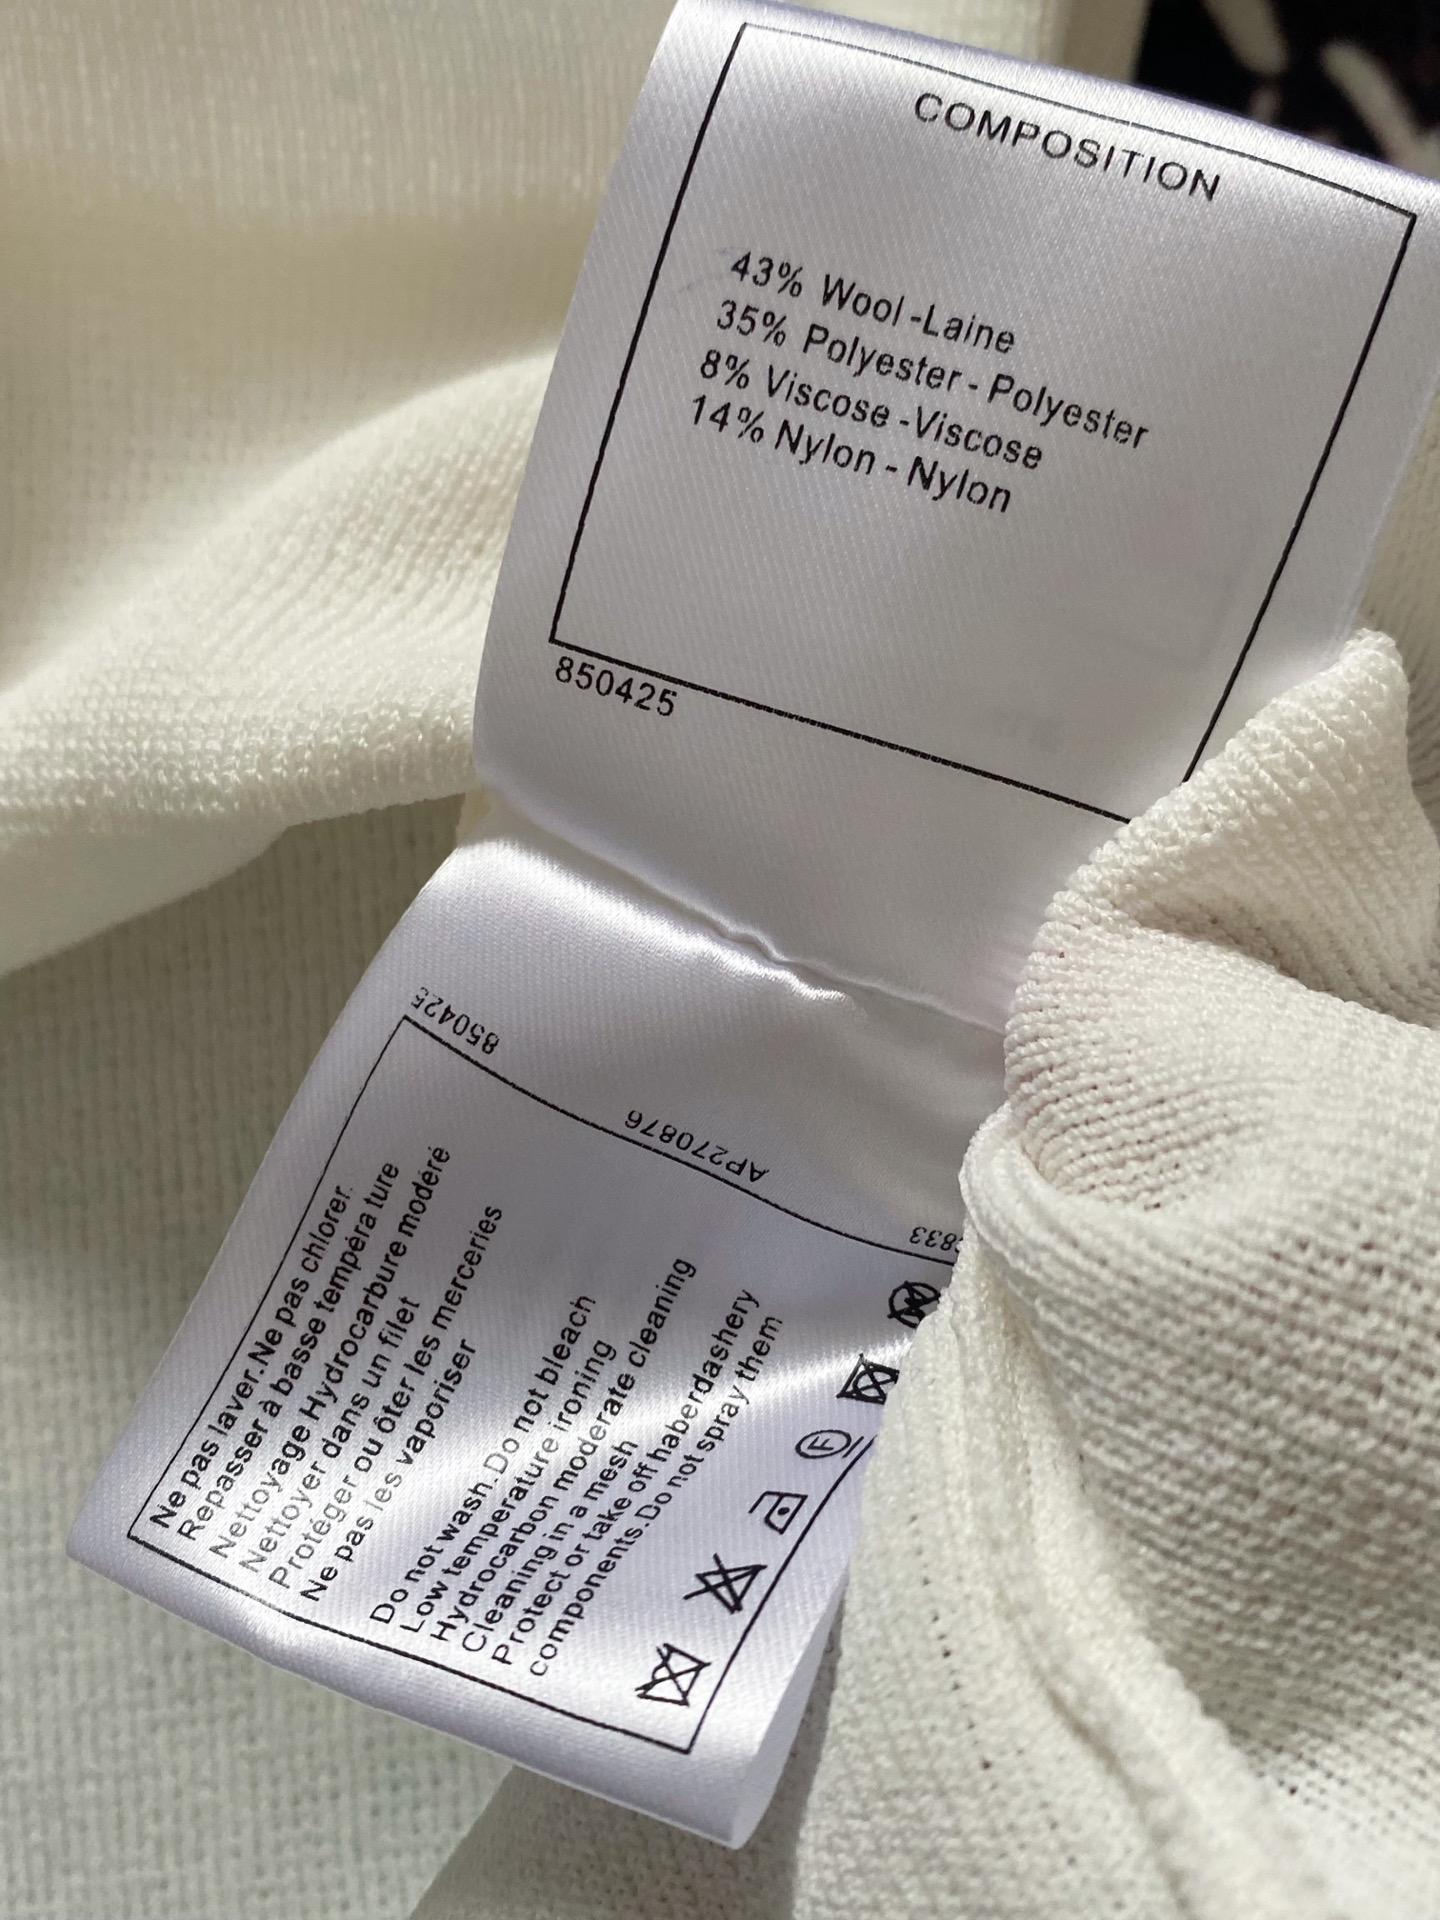 COMPOSITION
43% Wool -Laine
35% Polyester - Polyester
8% Viscose -Viscose
14% Nylon - Nylon
850425
850425
AP270876
833
Ne pas laver.Ne pas chlorer.
Repasser à basse tempéra ture
Nettoyage Hydrocarbure modéré
Nettoyer dans un filet
Protéger ou ôter les merceries
Ne pas les vaporiser
Do not wash.Do not bleach
Low temperature ironing
Hydrocarbon moderate cleaning
Cleaning in a mesh
Protect or take off haberdashery
components.Do not spray them
F
W